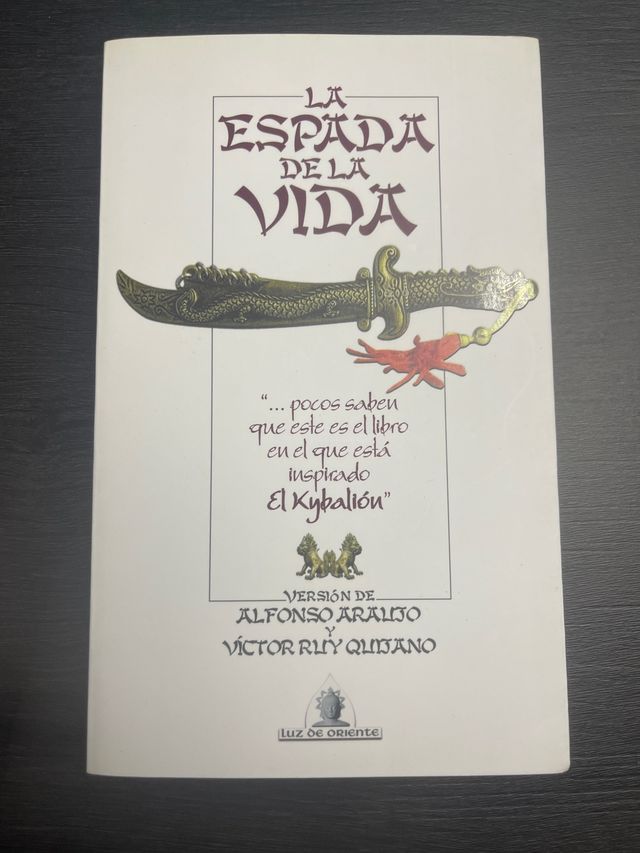 LA
ESPADA
DE LA
VIDA
“... pocos saben
que este es el libro
en el que está
inspirado
El Kybalión”
VERSIÓN DE
ALFONSO ARAUJO
Y
VÍCTOR RUY QUIJANO
LUZ DE ORIENTE